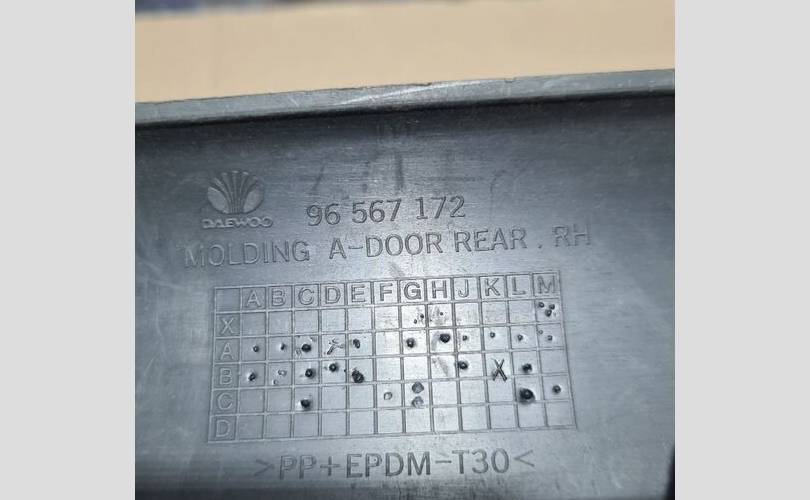 DAEWOO
96 567 172
MOLDING A-DOOR REAR . RH
A B C D E F G H J K L M
X
A
B X
C
D
>PP+EPDM-T30<